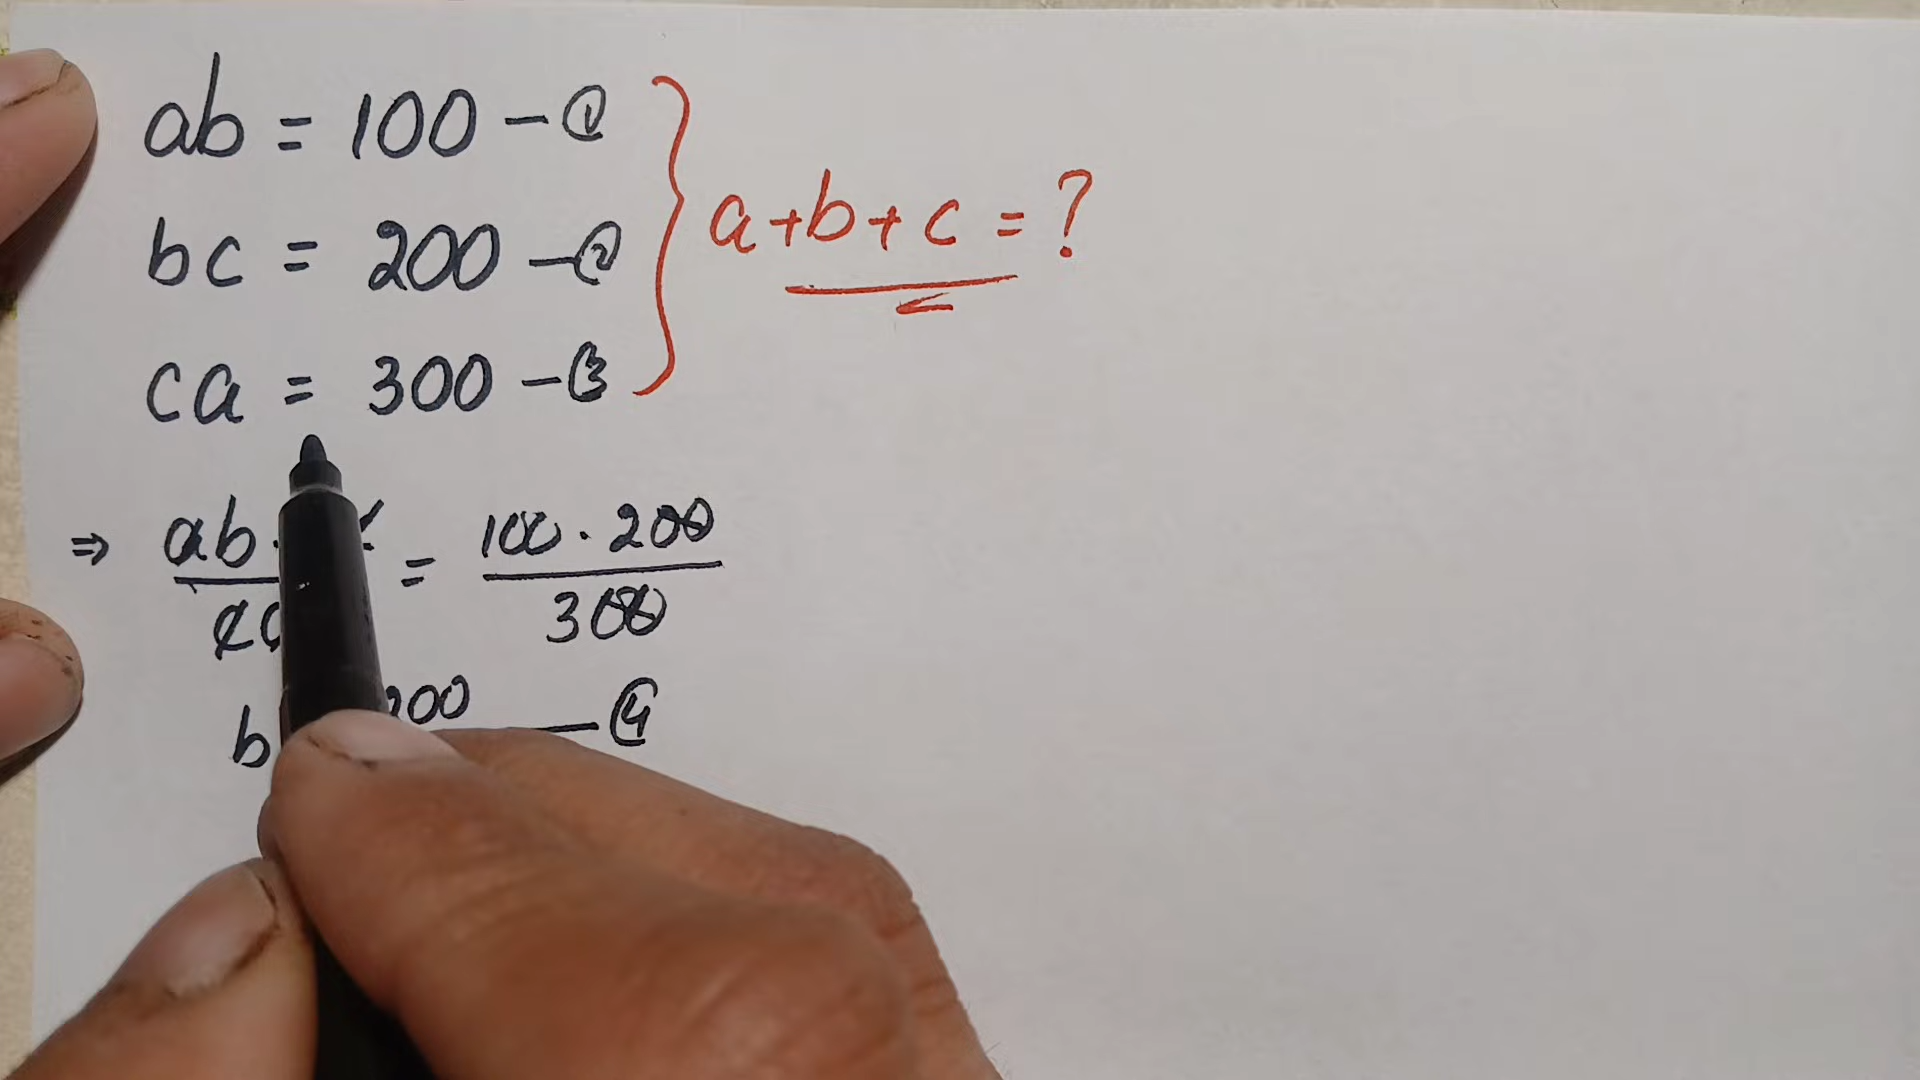 ab = 100 - ①
bc = 200 - ②
ca = 300 - ③
a+b+c = ?
⇒ ab. = 100 . 200
300
b 200 - ④